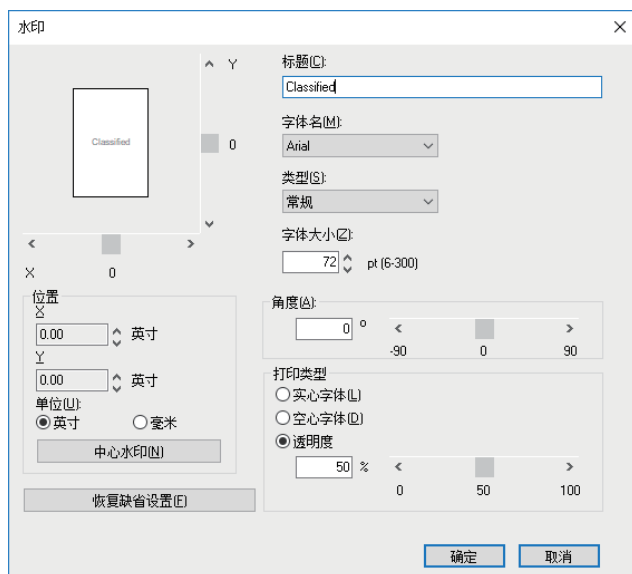 水印
Y
Classified
0
X
0
标题(C):
Classified
字体名(M):
Arial
类型(S):
常规
字体大小(Z):
72 pt (6-300)
位置
X
0.00 英寸
Y
0.00 英寸
单位(U):
英寸 毫米
中心水印(N)
恢复缺省设置(F)
角度(A):
0 °
-90 0 90
打印类型
实心字体(L)
空心字体(D)
透明度
50 %
0 50 100
确定 取消